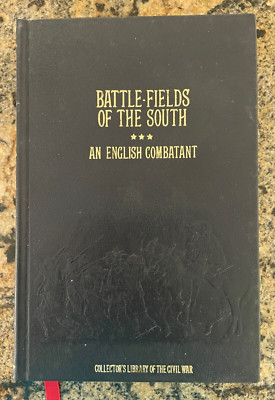 BATTLE-FIELDS
OF THE SOUTH
★★★
AN ENGLISH COMBATANT
COLLECTOR'S LIBRARY OF THE CIVIL WAR